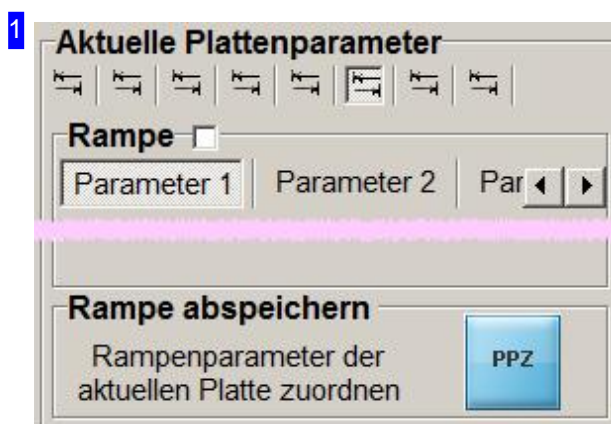 1
Aktuelle Plattenparameter
Rampe
Parameter 1 Parameter 2 Par
Rampe abspeichern
Rampenparameter der
aktuellen Platte zuordnen
PPZ